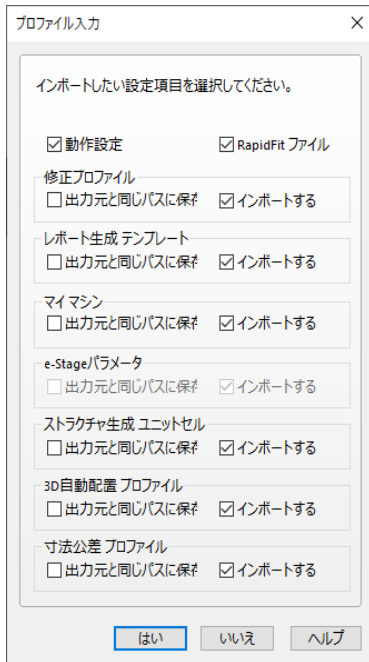 プロファイル入力
インポートしたい設定項目を選択してください。
動作設定 RapidFit ファイル
修正プロファイル
出力元と同じパスに保存 インポートする
レポート生成 テンプレート
出力元と同じパスに保存 インポートする
マイ マシン
出力元と同じパスに保存 インポートする
e-Stageパラメータ
出力元と同じパスに保存 インポートする
ストラクチャ生成 ユニットセル
出力元と同じパスに保存 インポートする
3D自動配置 プロファイル
出力元と同じパスに保存 インポートする
寸法公差 プロファイル
出力元と同じパスに保存 インポートする
はい いいえ ヘルプ